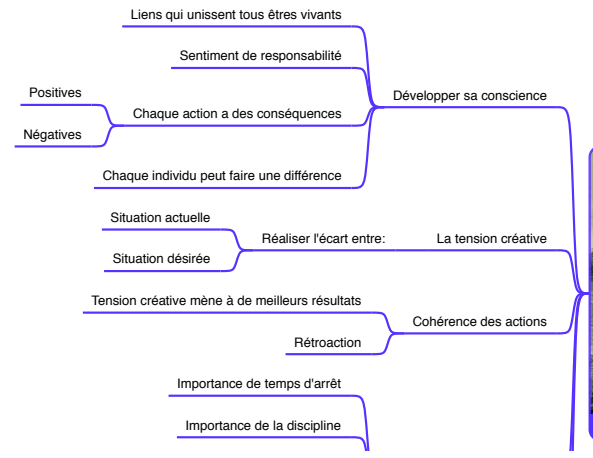 Liens qui unissent tous êtres vivants
Sentiment de responsabilité
Positives
Développer sa conscience
Chaque action a des conséquences
Négatives
Chaque individu peut faire une différence
Situation actuelle
Réaliser l'écart entre:
La tension créative
Situation désirée
Tension créative mène à de meilleurs résultats
Cohérence des actions
Rétroaction
Importance de temps d'arrêt
Importance de la discipline